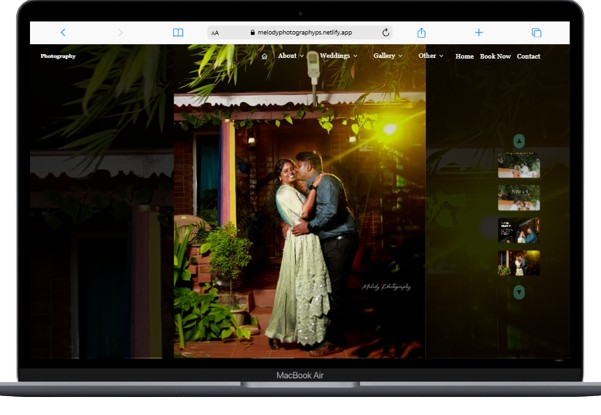 AA melodyphotographyps.netlify.app
Photography About Weddings Gallery Other Home Book Now Contact
Melody Photography
MacBook Air